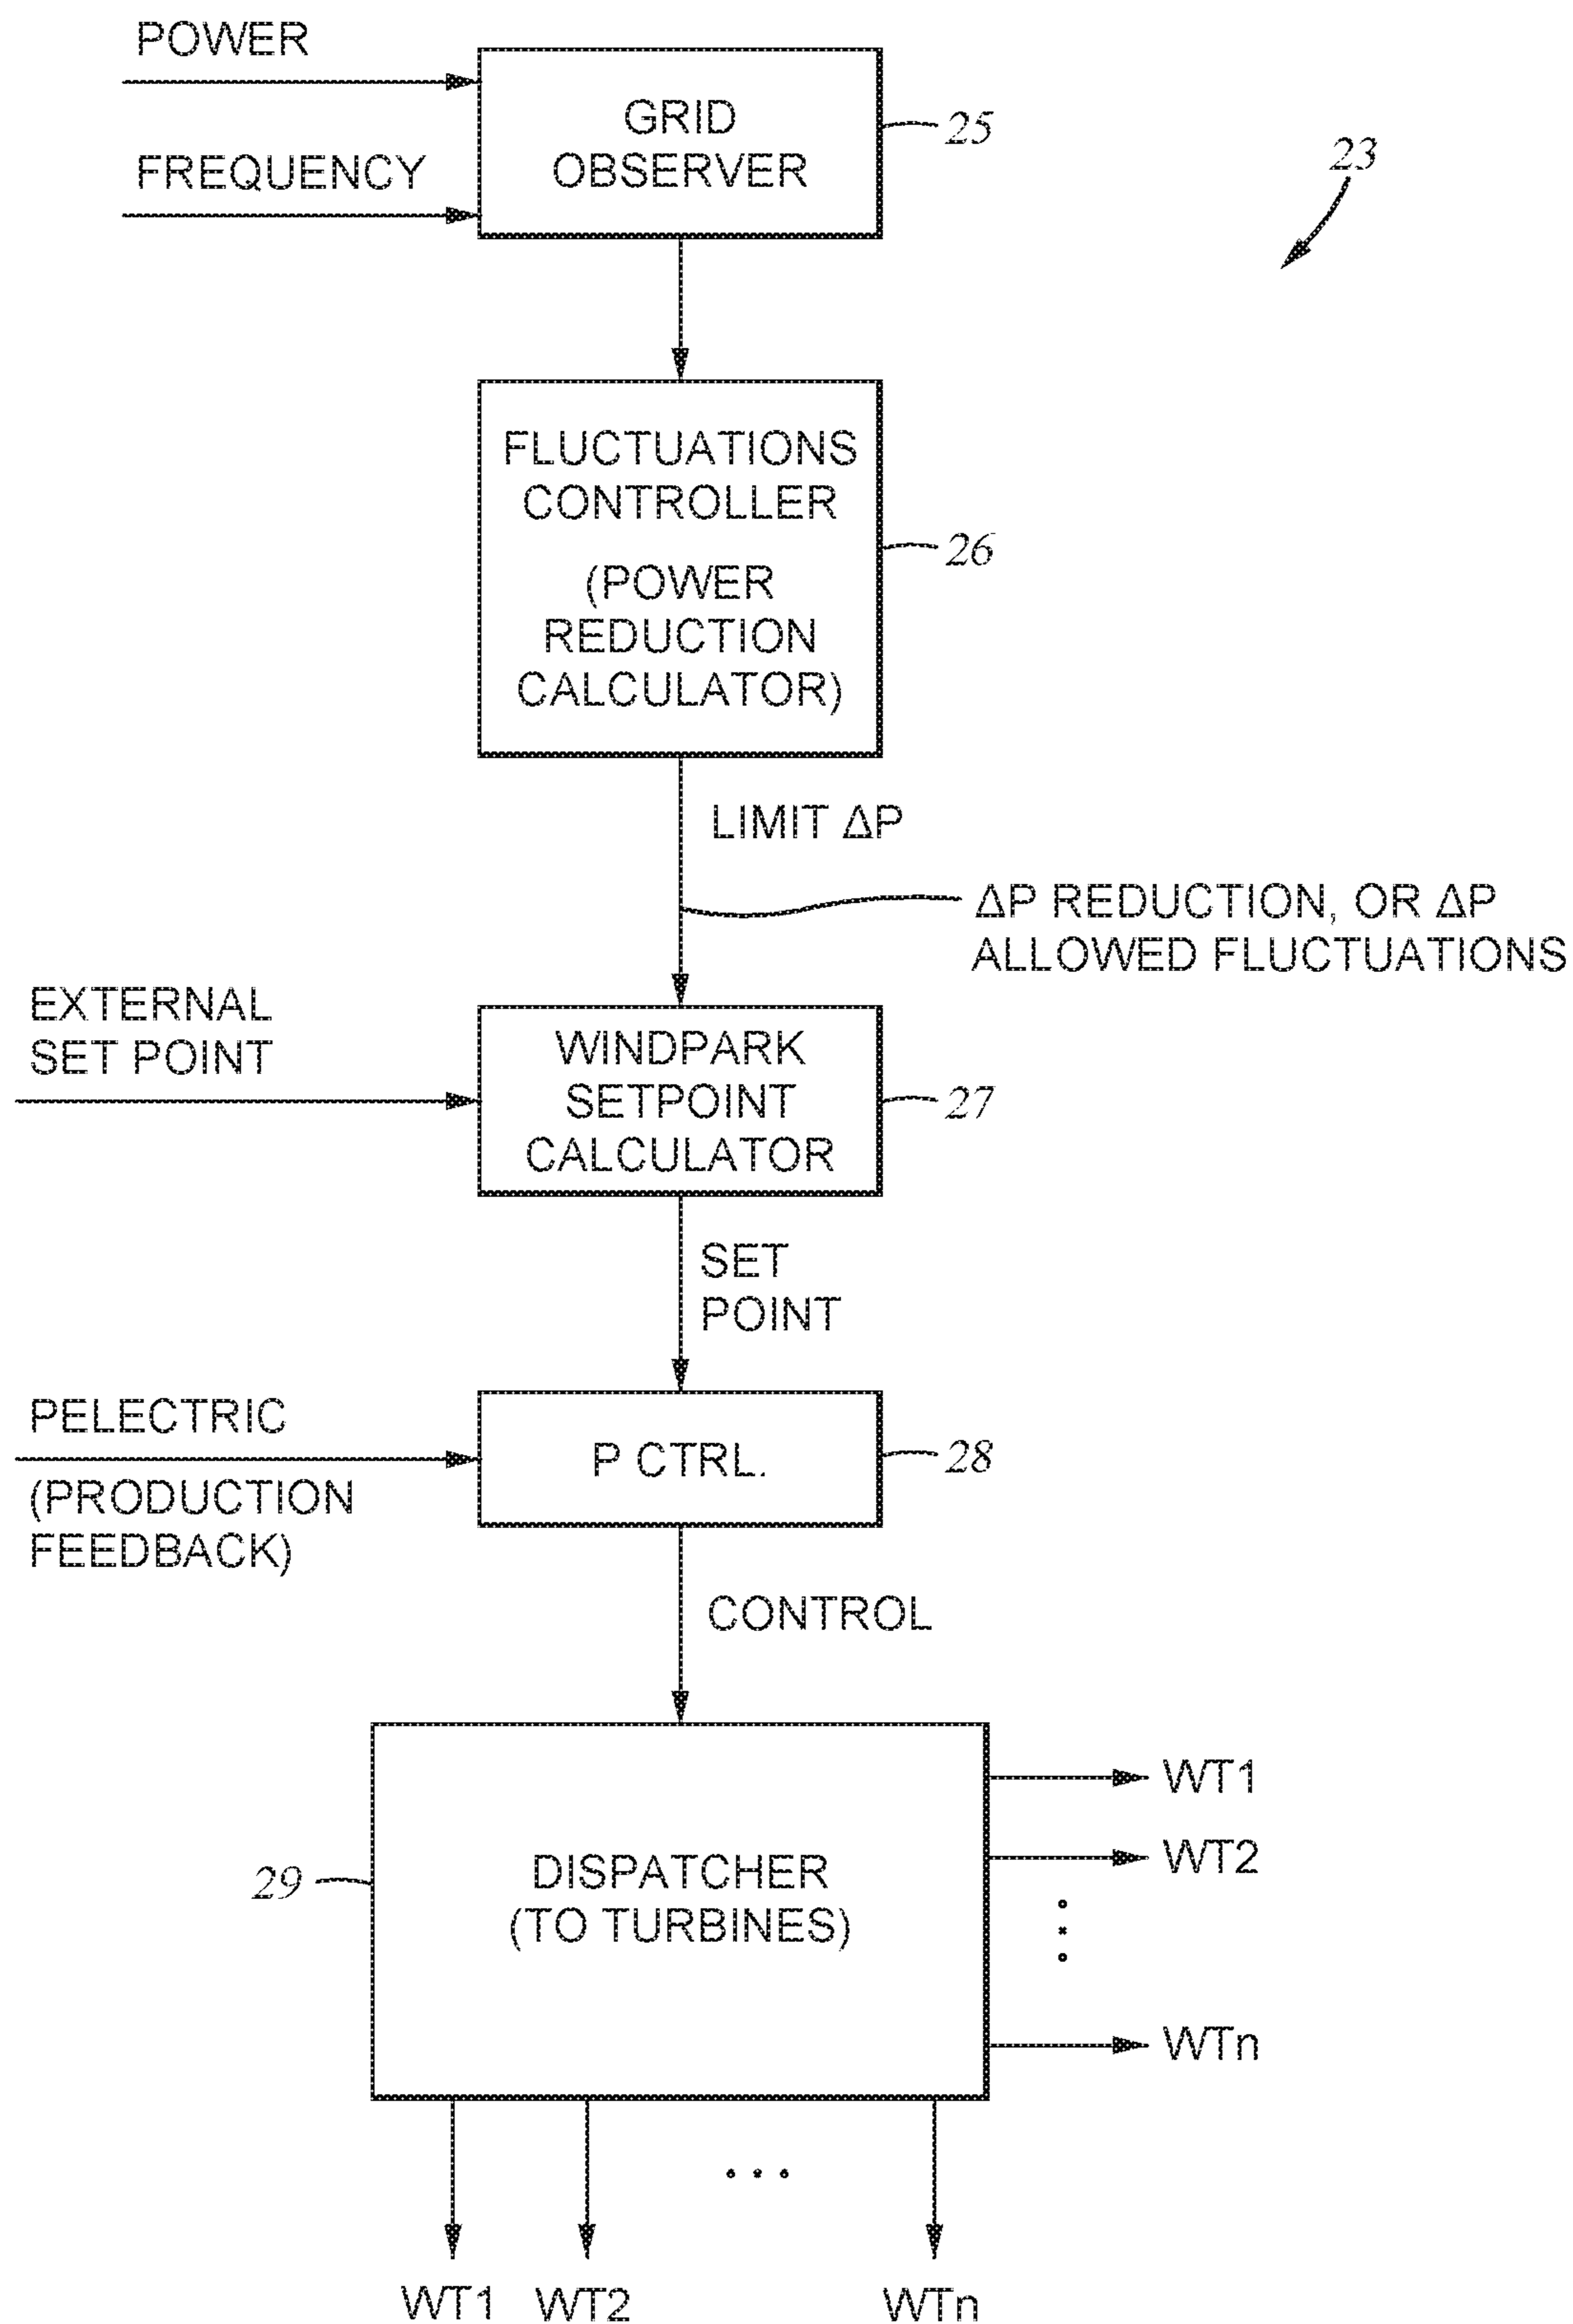 POWER
GRID
OBSERVER
25
FREQUENCY
23
FLUCTUATIONS
CONTROLLER
(POWER
REDUCTION
CALCULATOR)
26
LIMIT ΔP
ΔP REDUCTION, OR ΔP
ALLOWED FLUCTUATIONS
EXTERNAL
SET POINT
WINDPARK
SETPOINT
CALCULATOR
27
SET
POINT
PELECTRIC
(PRODUCTION
FEEDBACK)
P CTRL.
28
CONTROL
29
DISPATCHER
(TO TURBINES)
WT1
WT2
WTn
WT1 WT2 WTn